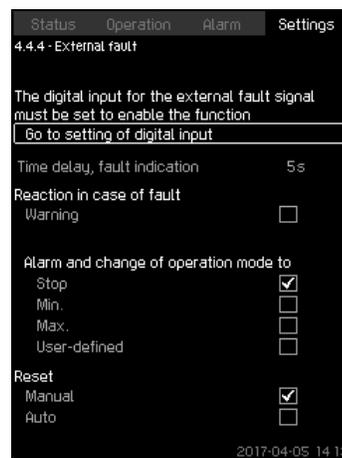 Status Operation Alarm Settings
4.4.4 - External fault
The digital input for the external fault signal
must be set to enable the function
Go to setting of digital input
Time delay, fault indication 5s
Reaction in case of fault
Warning
Alarm and change of operation mode to
Stop
Min.
Max.
User-defined
Reset
Manual
Auto
2017-04-05 14